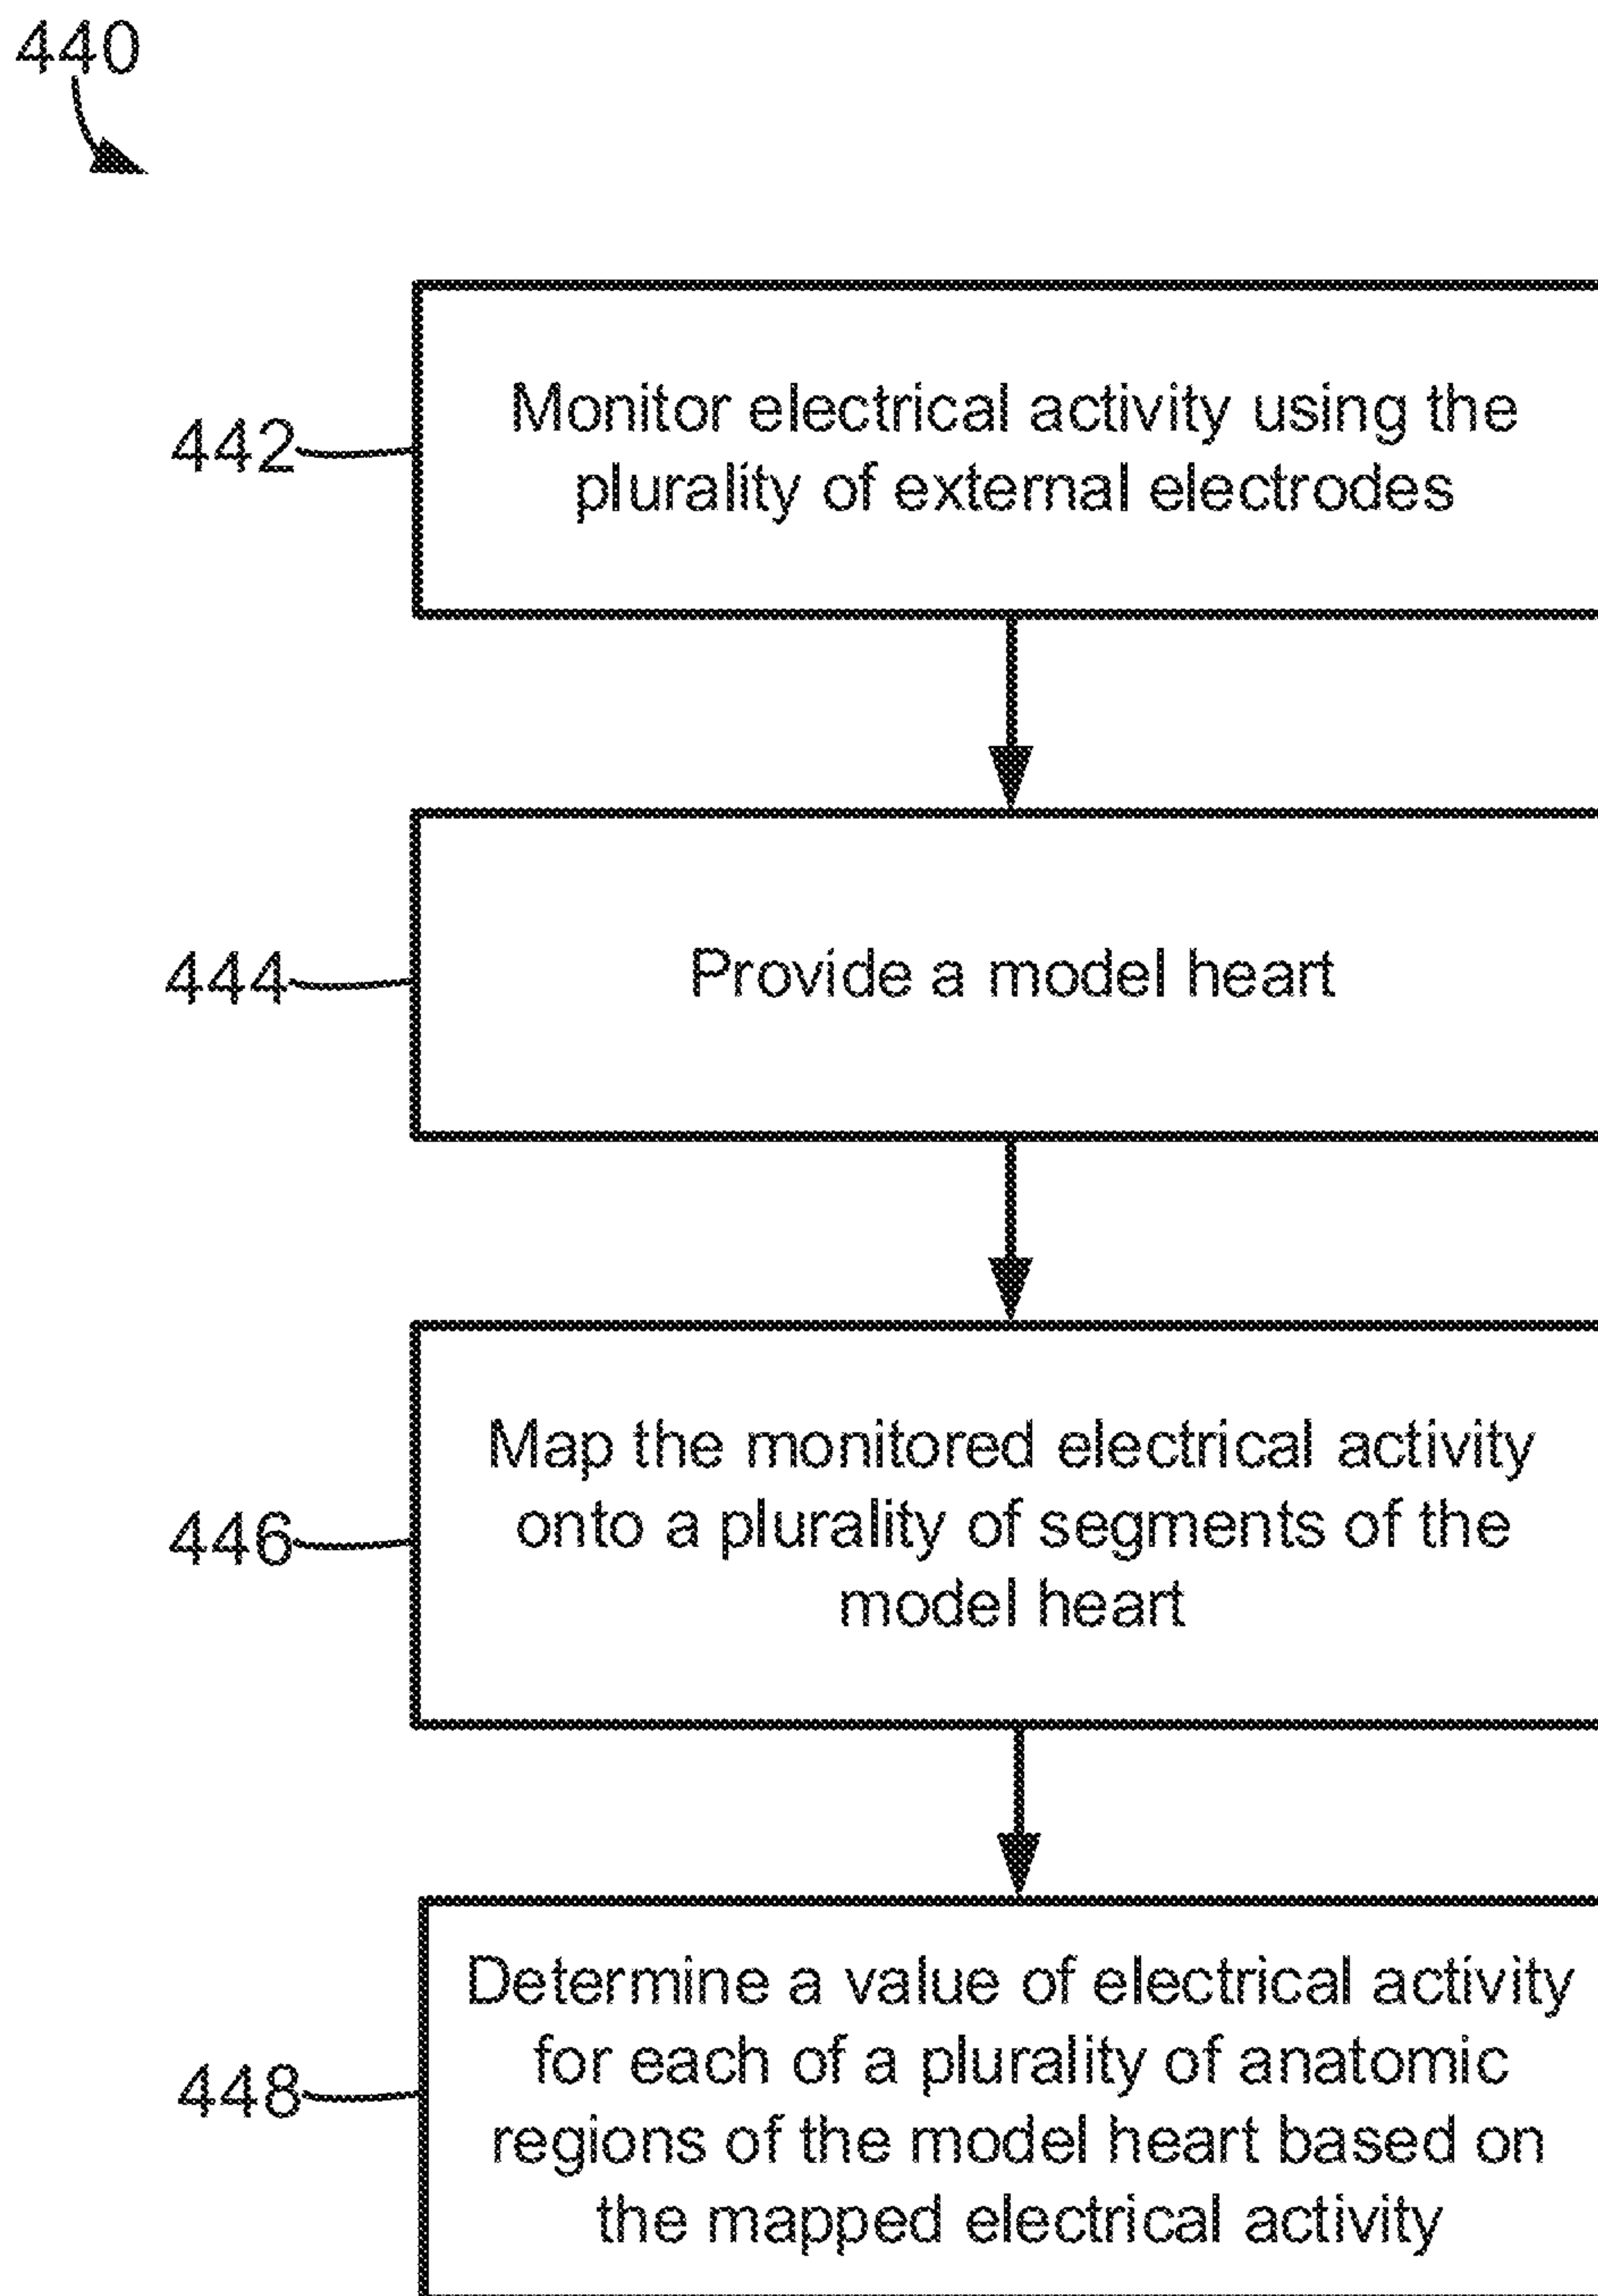 440
442
Monitor electrical activity using the
plurality of external electrodes
444
Provide a model heart
446
Map the monitored electrical activity
onto a plurality of segments of the
model heart
448
Determine a value of electrical activity
for each of a plurality of anatomic
regions of the model heart based on
the mapped electrical activity